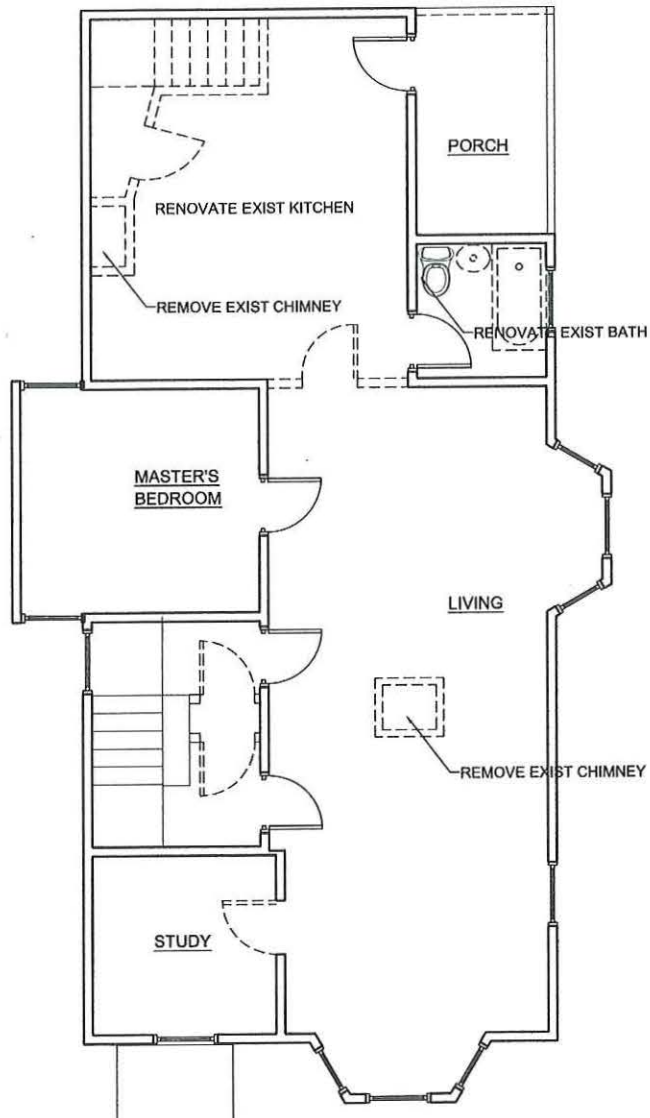 PORCH
RENOVATE EXIST KITCHEN
REMOVE EXIST CHIMNEY
RENOVATE EXIST BATH
MASTER'S
BEDROOM
LIVING
REMOVE EXIST CHIMNEY
STUDY